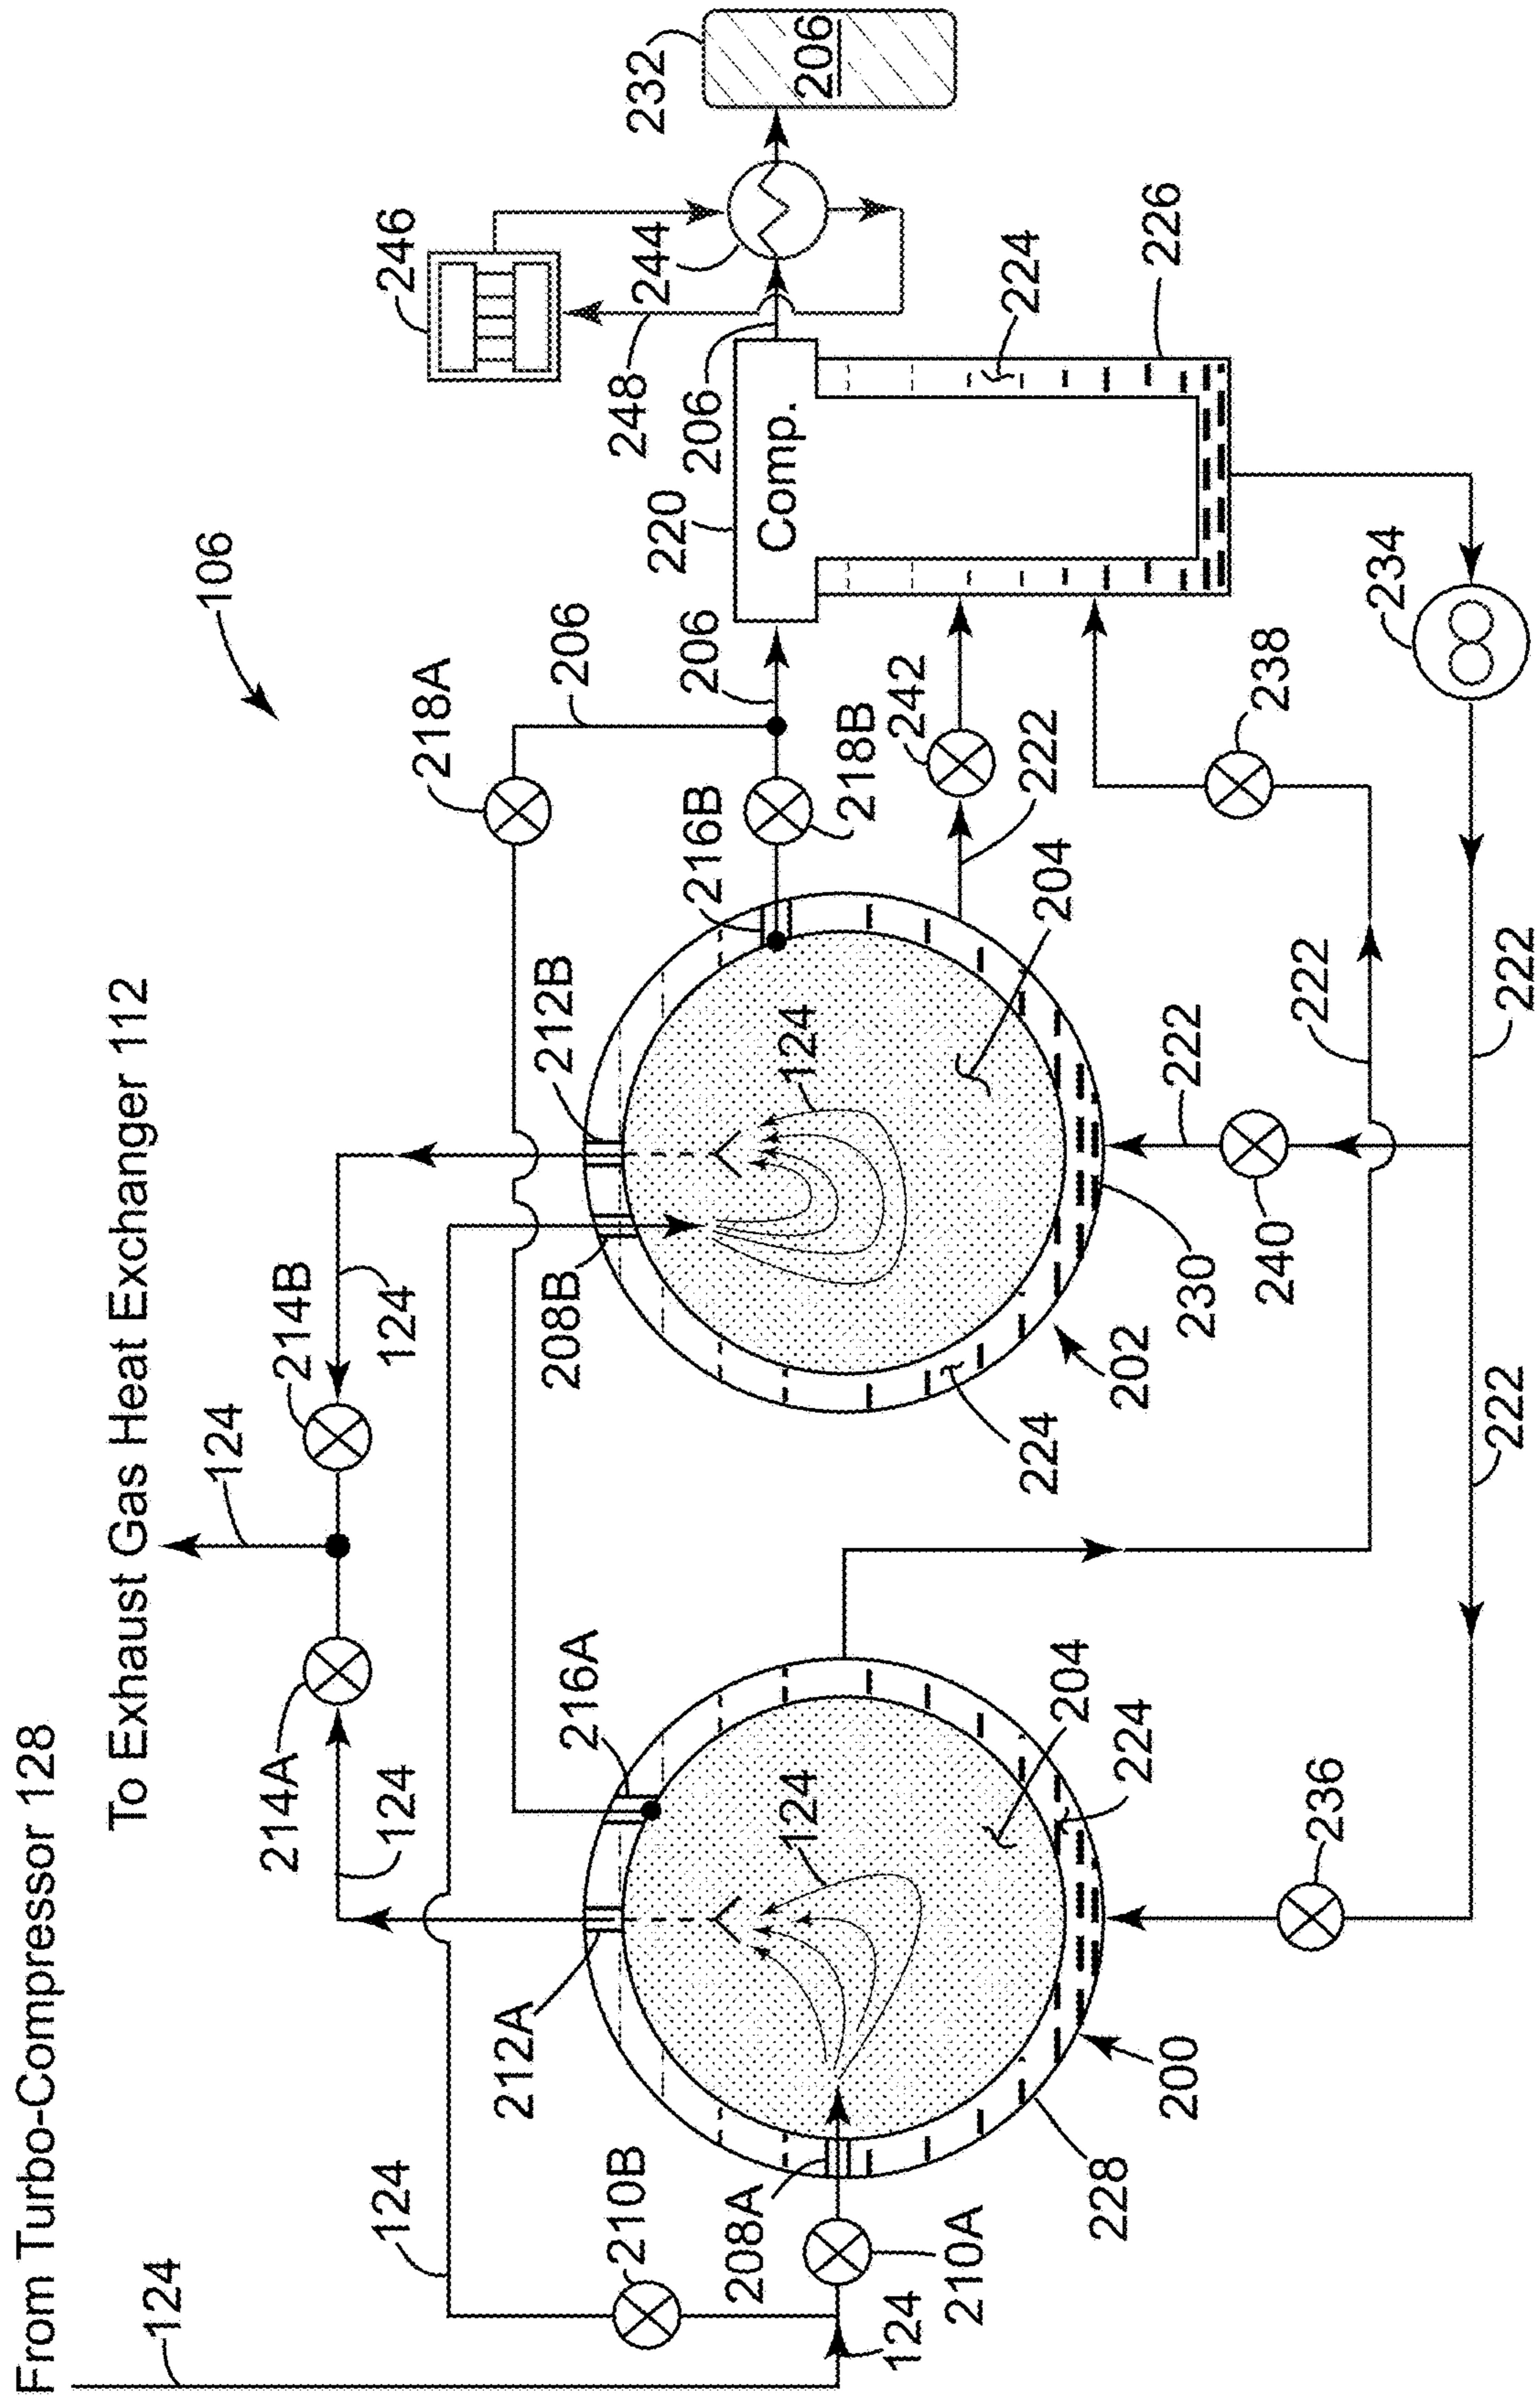 From Turbo-Compressor 128
To Exhaust Gas Heat Exchanger 112
106
124
124
214A
214B
124
124
124
210B
212A
216A
208B
212B
218A
206
216B
206
220
248
206
246
244
232
206
Comp.
218B
242
222
224
226
208A
210A
124
124
204
124
204
224
228
200
224
202
230
240
222
222
238
234
236
222
222